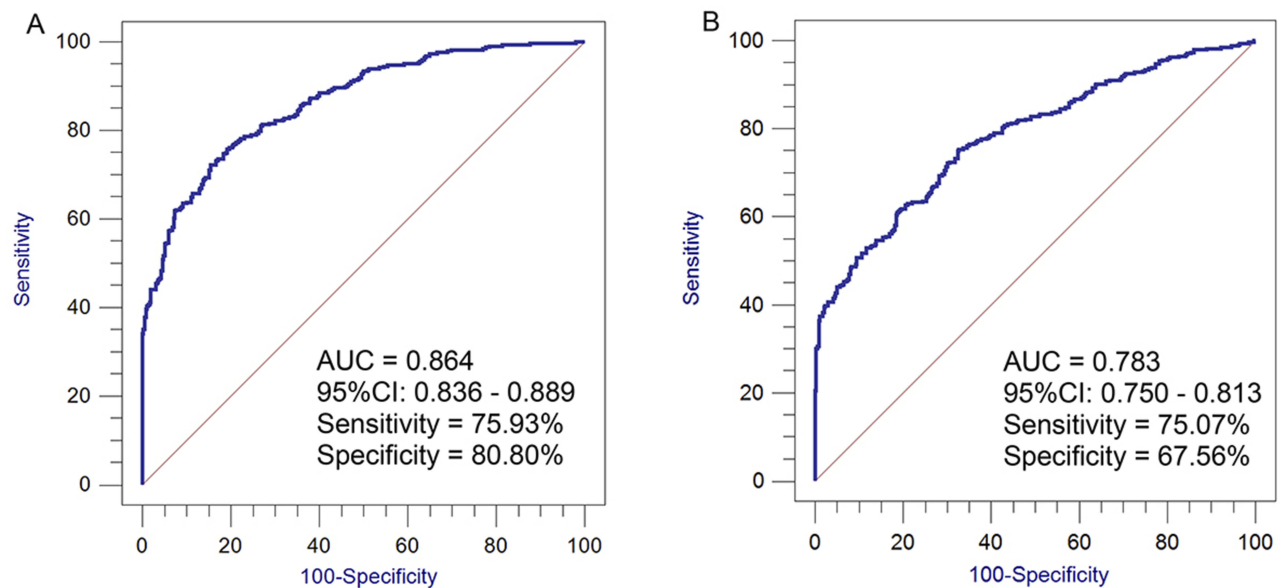 A
100
80
60
40
20
0
Sensitivity
AUC = 0.864
95%CI: 0.836 - 0.889
Sensitivity = 75.93%
Specificity = 80.80%
0 20 40 60 80 100
100-Specificity
B
100
80
60
40
20
0
Sensitivity
AUC = 0.783
95%CI: 0.750 - 0.813
Sensitivity = 75.07%
Specificity = 67.56%
0 20 40 60 80 100
100-Specificity